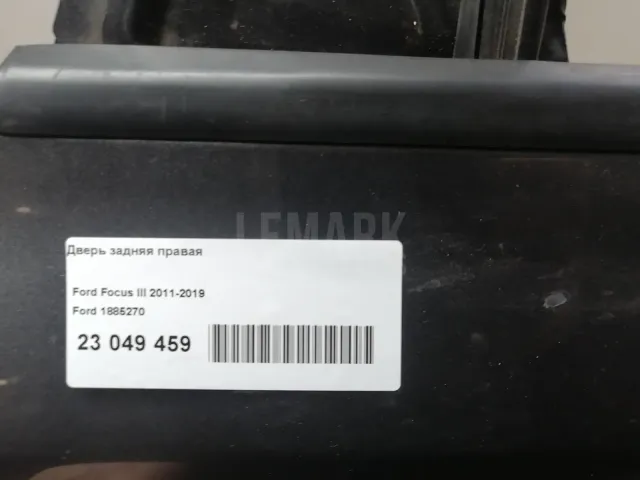 LEMARK
Дверь задняя правая
Ford Focus III 2011-2019
Ford 1885270
23 049 459